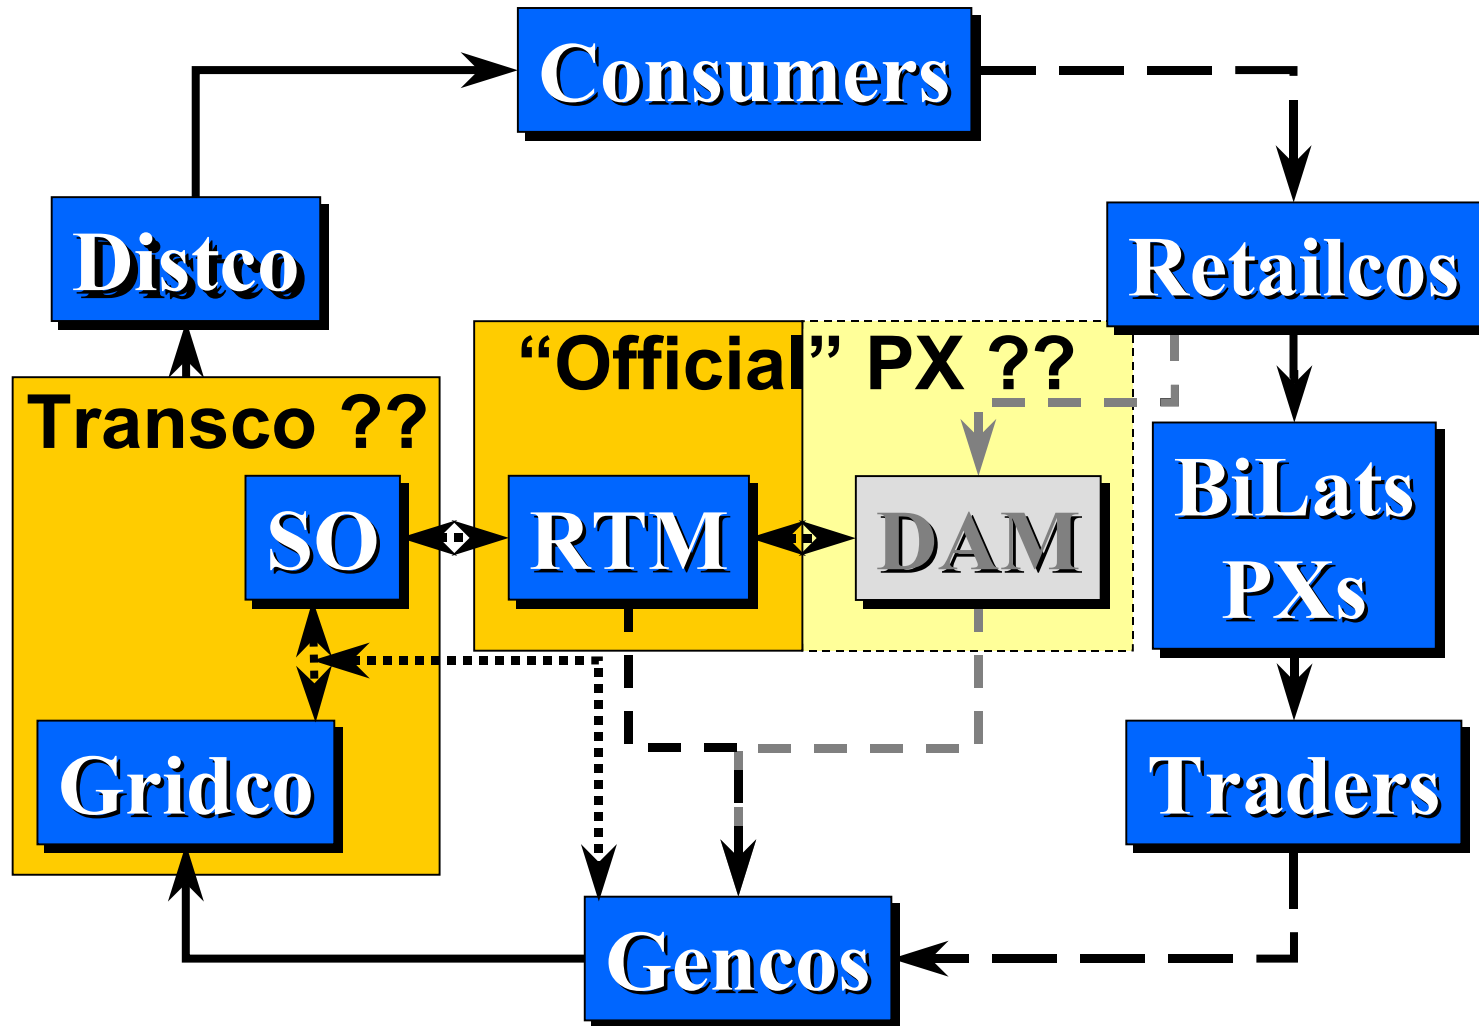 Consumers
Distco
Retailcos
“Official” PX ??
Transco ??
SO
RTM
DAM
BiLats
PXs
Gridco
Traders
Gencos